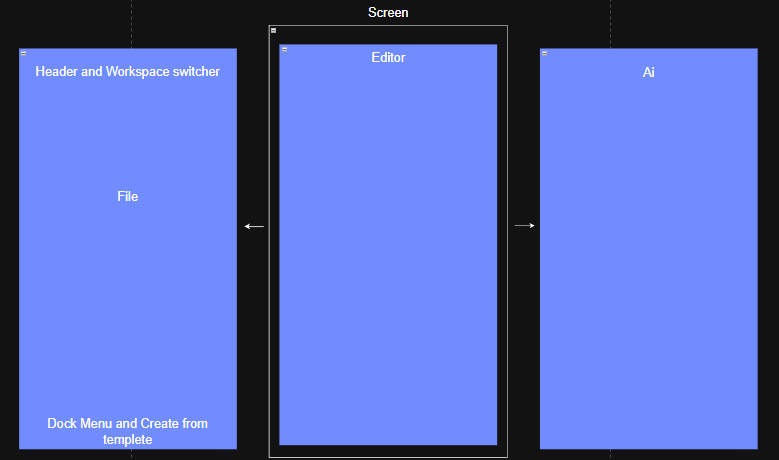 Screen
Header and Workspace switcher
File
Dock Menu and Create from
templete
Editor
Ai